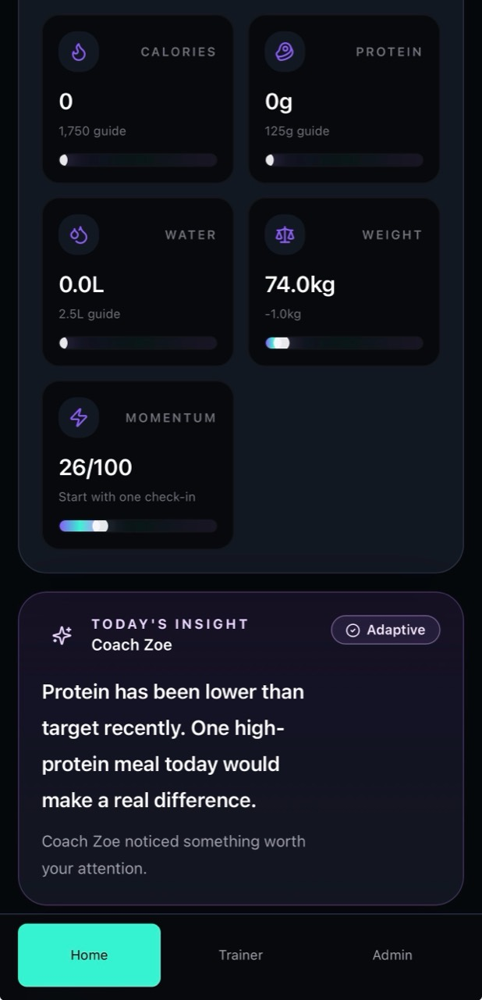 CALORIES
0
1,750 guide
PROTEIN
0g
125g guide
WATER
0.0L
2.5L guide
WEIGHT
74.0kg
-1.0kg
MOMENTUM
26/100
Start with one check-in
TODAY'S INSIGHT
Coach Zoe
Adaptive
Protein has been lower than
target recently. One high-
protein meal today would
make a real difference.
Coach Zoe noticed something worth
your attention.
Home
Trainer
Admin